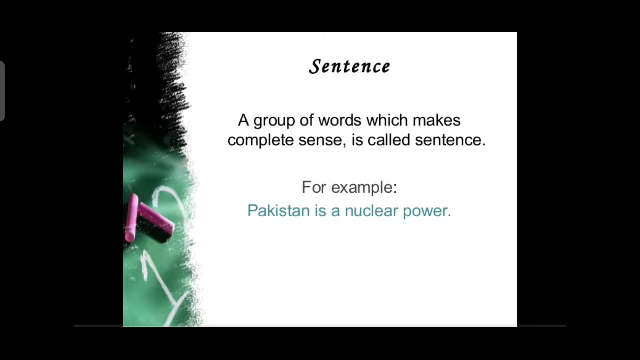 Sentence
A group of words which makes
complete sense, is called sentence.
For example:
Pakistan is a nuclear power.